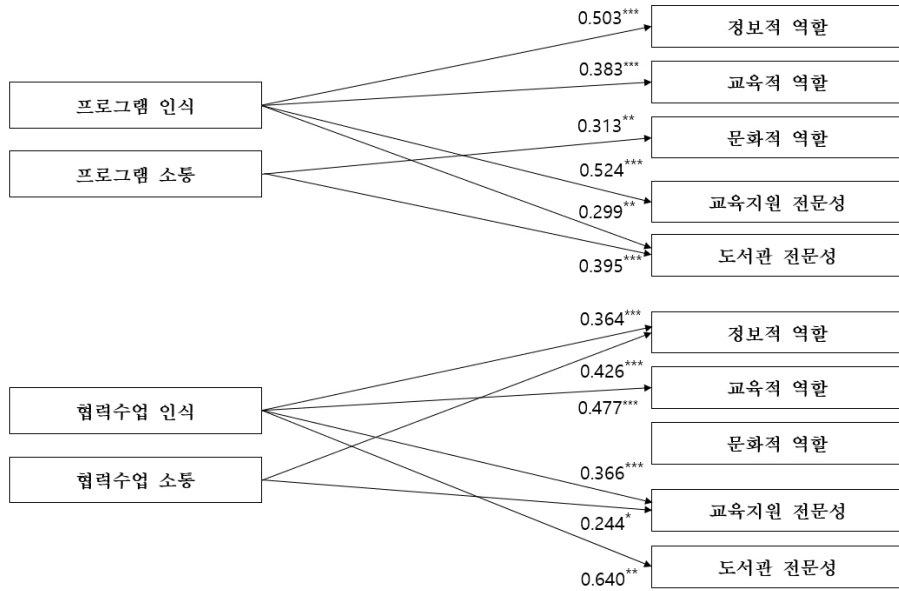 0.503***
정보적 역할
0.383***
교육적 역할
프로그램 인식
0.313**
문화적 역할
프로그램 소통
0.524***
교육지원 전문성
0.299**
도서관 전문성
0.395***
0.364***
정보적 역할
0.426***
교육적 역할
협력수업 인식
0.477***
문화적 역할
협력수업 소통
0.366***
교육지원 전문성
0.244*
도서관 전문성
0.640**